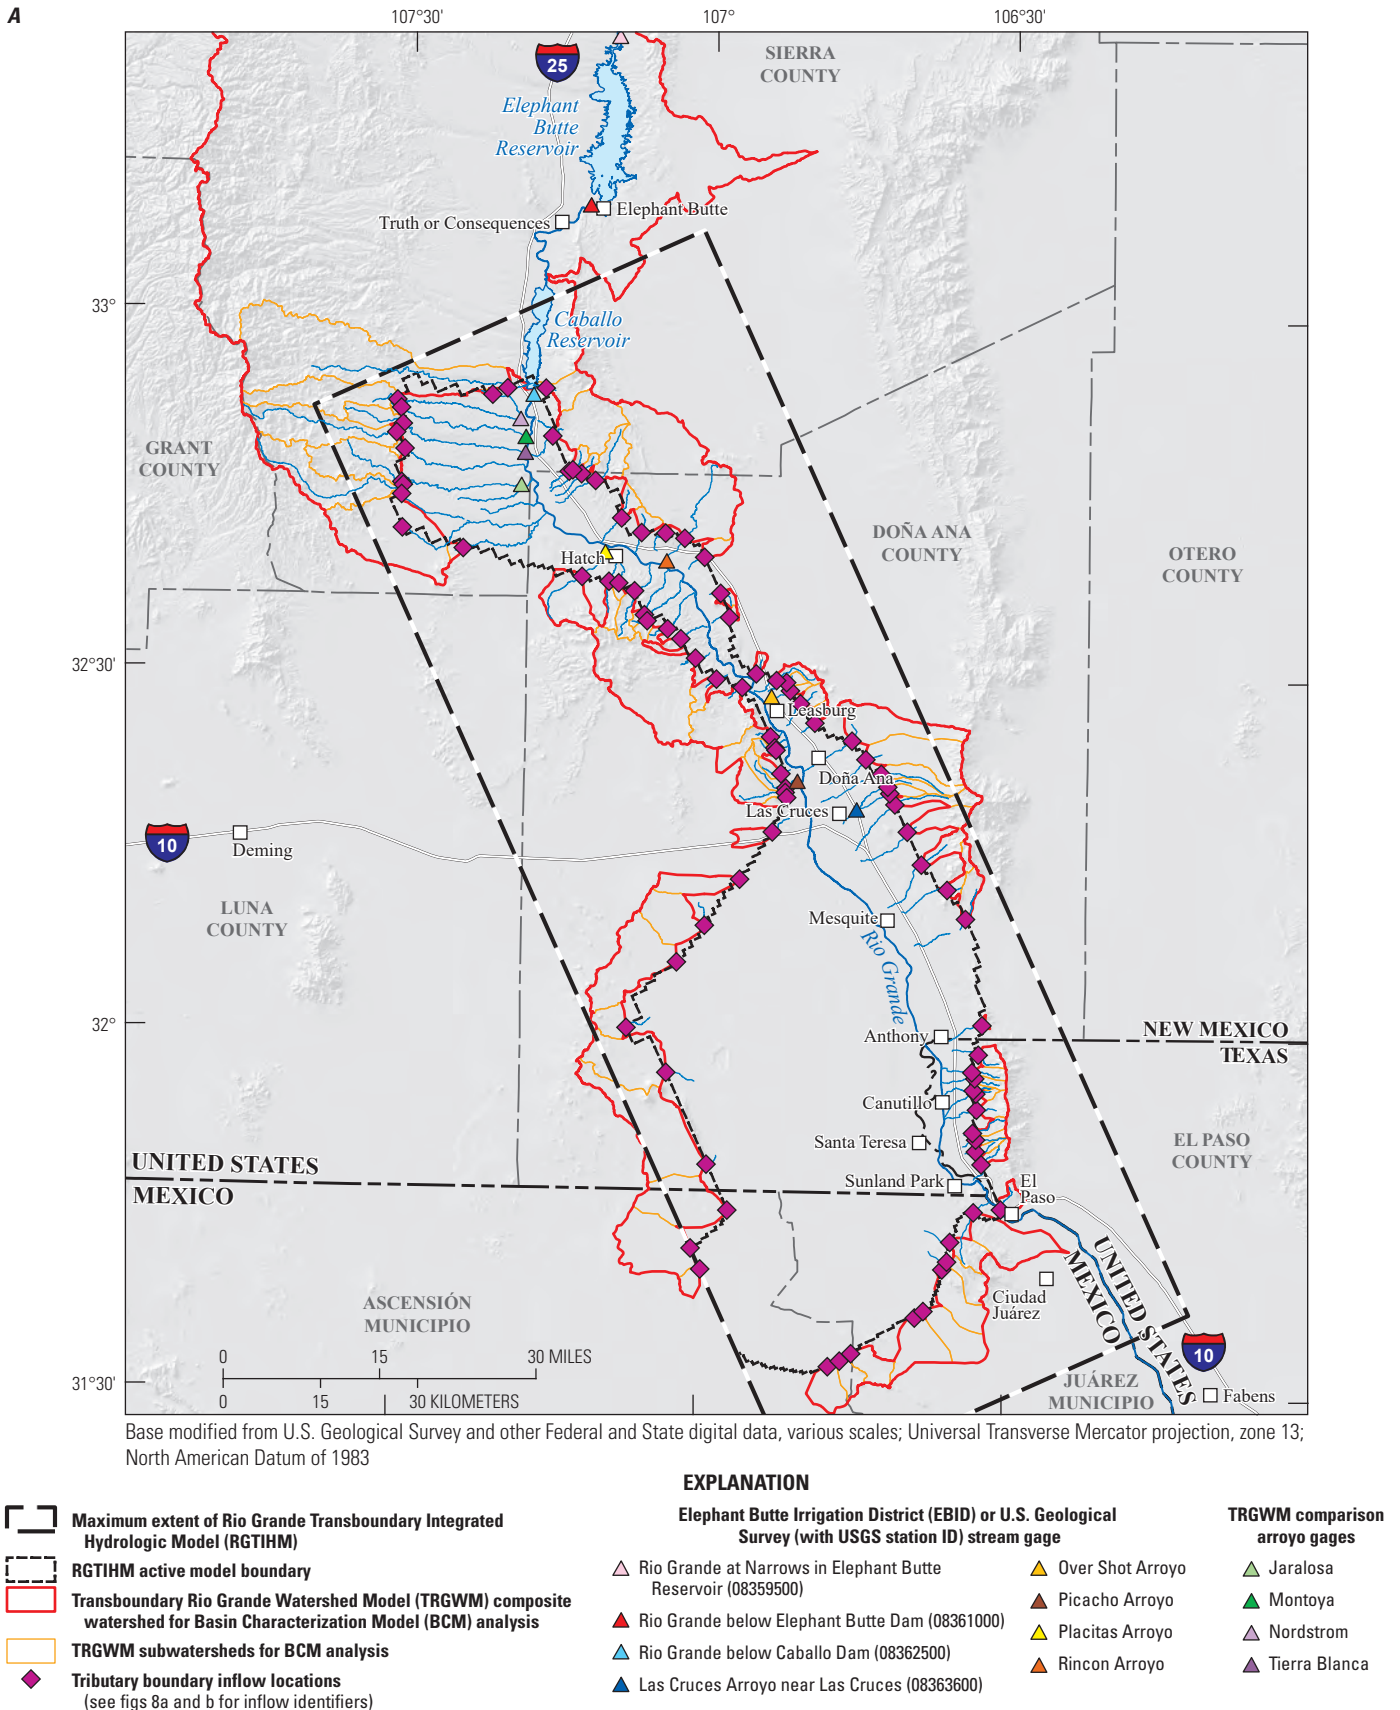 A
107°30'
107°
106°30'
SIERRA
COUNTY
25
Elephant
Butte
Reservoir
Truth or Consequences
Elephant Butte
33°
Caballo
Reservoir
GRANT
COUNTY
DOÑA ANA
COUNTY
OTERO
COUNTY
Hatch
32°30'
Leasburg
Doña Ana
Las Cruces
10
Deming
LUNA
COUNTY
Mesquite
Rio Grande
32°
Anthony
NEW MEXICO
TEXAS
Canutillo
Santa Teresa
EL PASO
COUNTY
UNITED STATES
MEXICO
Sunland Park
El
Paso
UNITED STATES
MEXICO
Ciudad
Juárez
ASCENSIÓN
MUNICIPIO
10
0 15 30 MILES
0 15 30 KILOMETERS
31°30'
JUÁREZ
MUNICIPIO
Fabens
Base modified from U.S. Geological Survey and other Federal and State digital data, various scales; Universal Transverse Mercator projection, zone 13;
North American Datum of 1983
EXPLANATION
Maximum extent of Rio Grande Transboundary Integrated
Hydrologic Model (RGTIHM)
RGTIHM active model boundary
Transboundary Rio Grande Watershed Model (TRGWM) composite
watershed for Basin Characterization Model (BCM) analysis
TRGWM subwatersheds for BCM analysis
Tributary boundary inflow locations
(see figs 8a and b for inflow identifiers)
Elephant Butte Irrigation District (EBID) or U.S. Geological
Survey (with USGS station ID) stream gage
Rio Grande at Narrows in Elephant Butte
Reservoir (08359500)
Rio Grande below Elephant Butte Dam (08361000)
Rio Grande below Caballo Dam (08362500)
Las Cruces Arroyo near Las Cruces (08363600)
Over Shot Arroyo
Picacho Arroyo
Placitas Arroyo
Rincon Arroyo
TRGWM comparison
arroyo gages
Jaralosa
Montoya
Nordstrom
Tierra Blanca